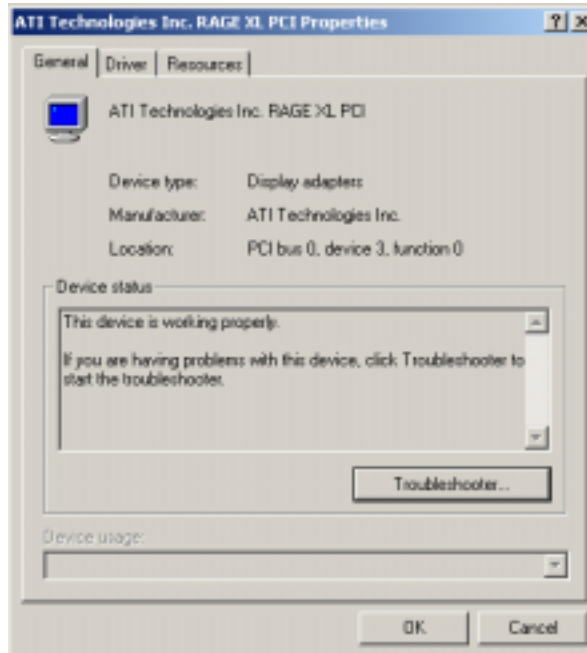 ATI Technologies Inc. RAGE XL PCI Properties
General Driver Resources
ATI Technologies Inc. RAGE XL PCI
Device type: Display adapters
Manufacturer: ATI Technologies Inc.
Location: PCI bus 0, device 3, function 0
Device status
This device is working properly.
If you are having problems with this device, click Troubleshooter to
start the troubleshooter.
Troubleshooter...
Device usage:
OK Cancel